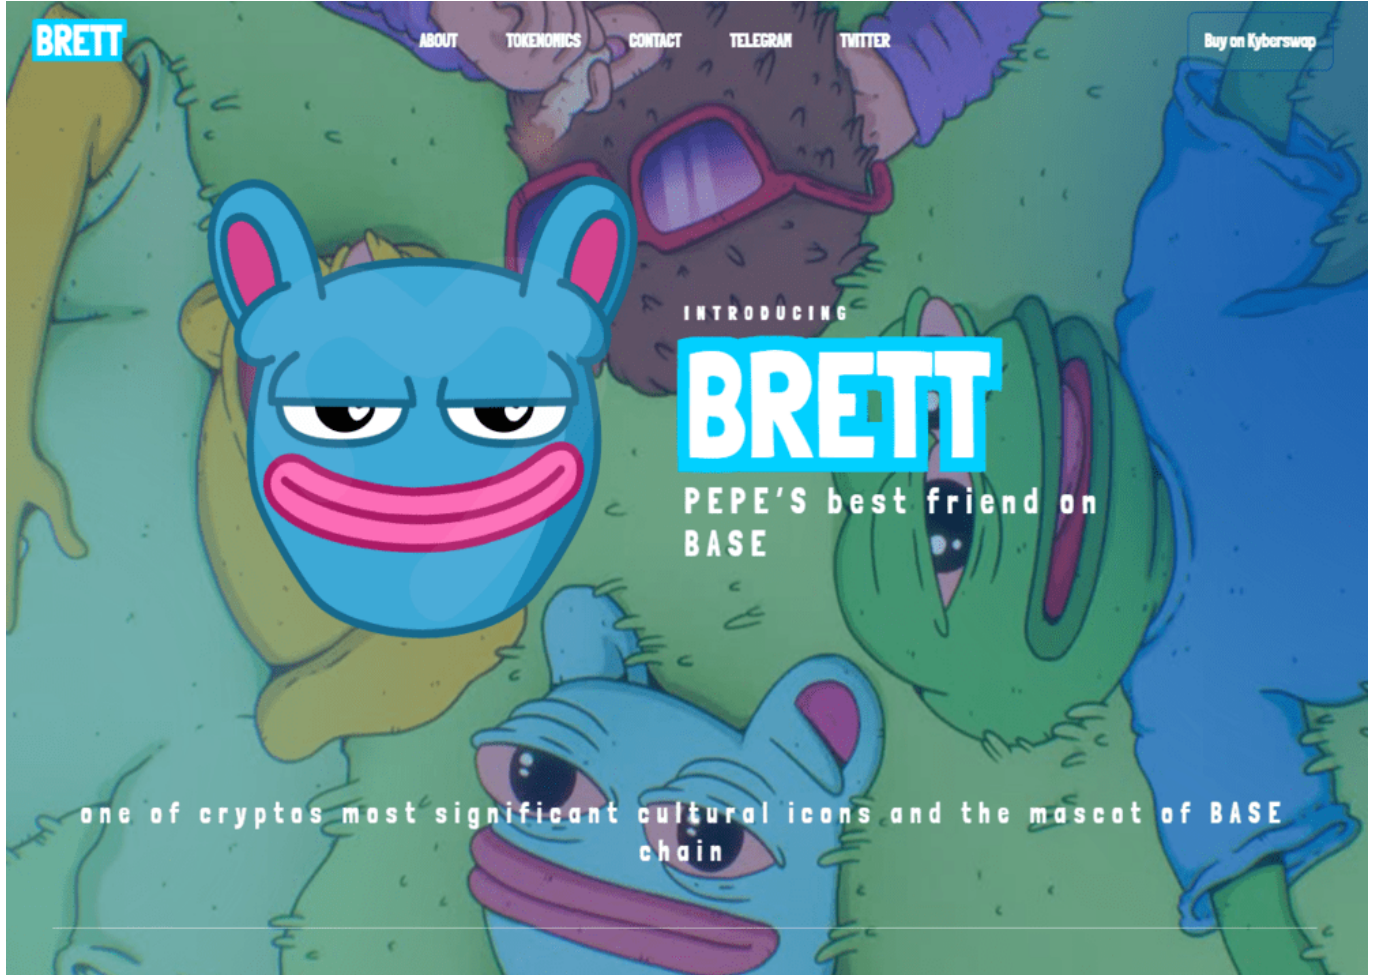 BRETT
ABOUT TOKENOMICS CONTACT TELEGRAM TWITTER
Buy on Kyberswap
INTRODUCING
BRETT
PEPE'S best friend on
BASE
one of cryptos most significant cultural icons and the mascot of BASE
chain